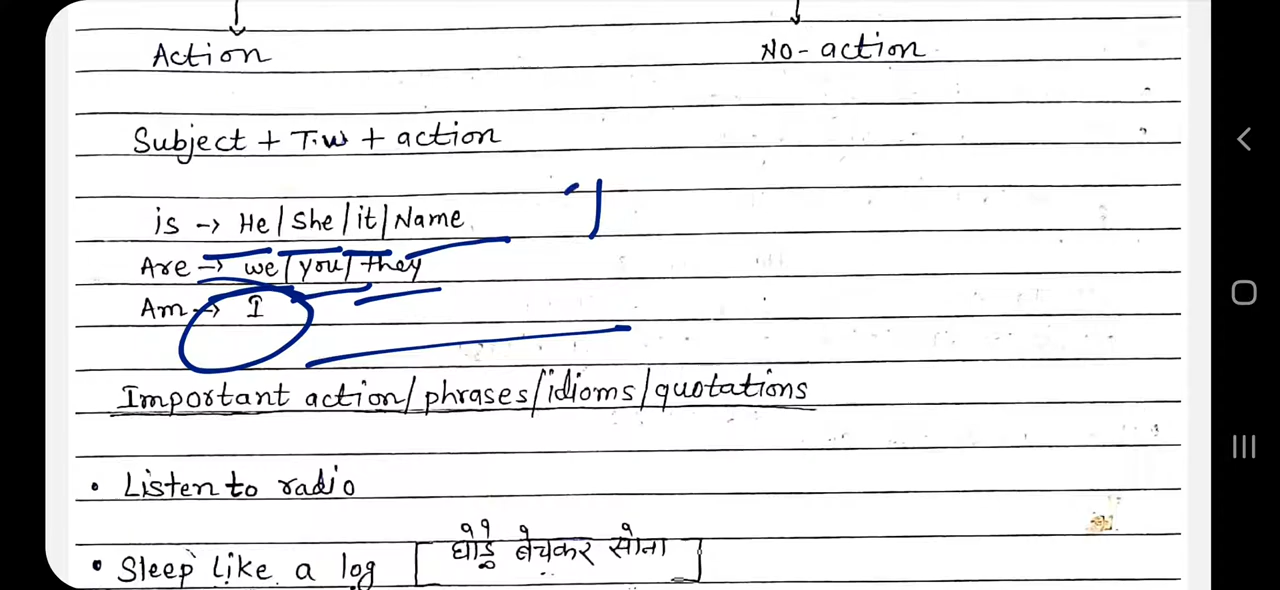 Action No-action
Subject + T.W + action
is -> He/She/it/Name
Are -> we/you/they
Am -> I
Important action/phrases/idioms/quotations
• Listen to radio
• Sleep like a log [घोड़े बेचकर सोना]